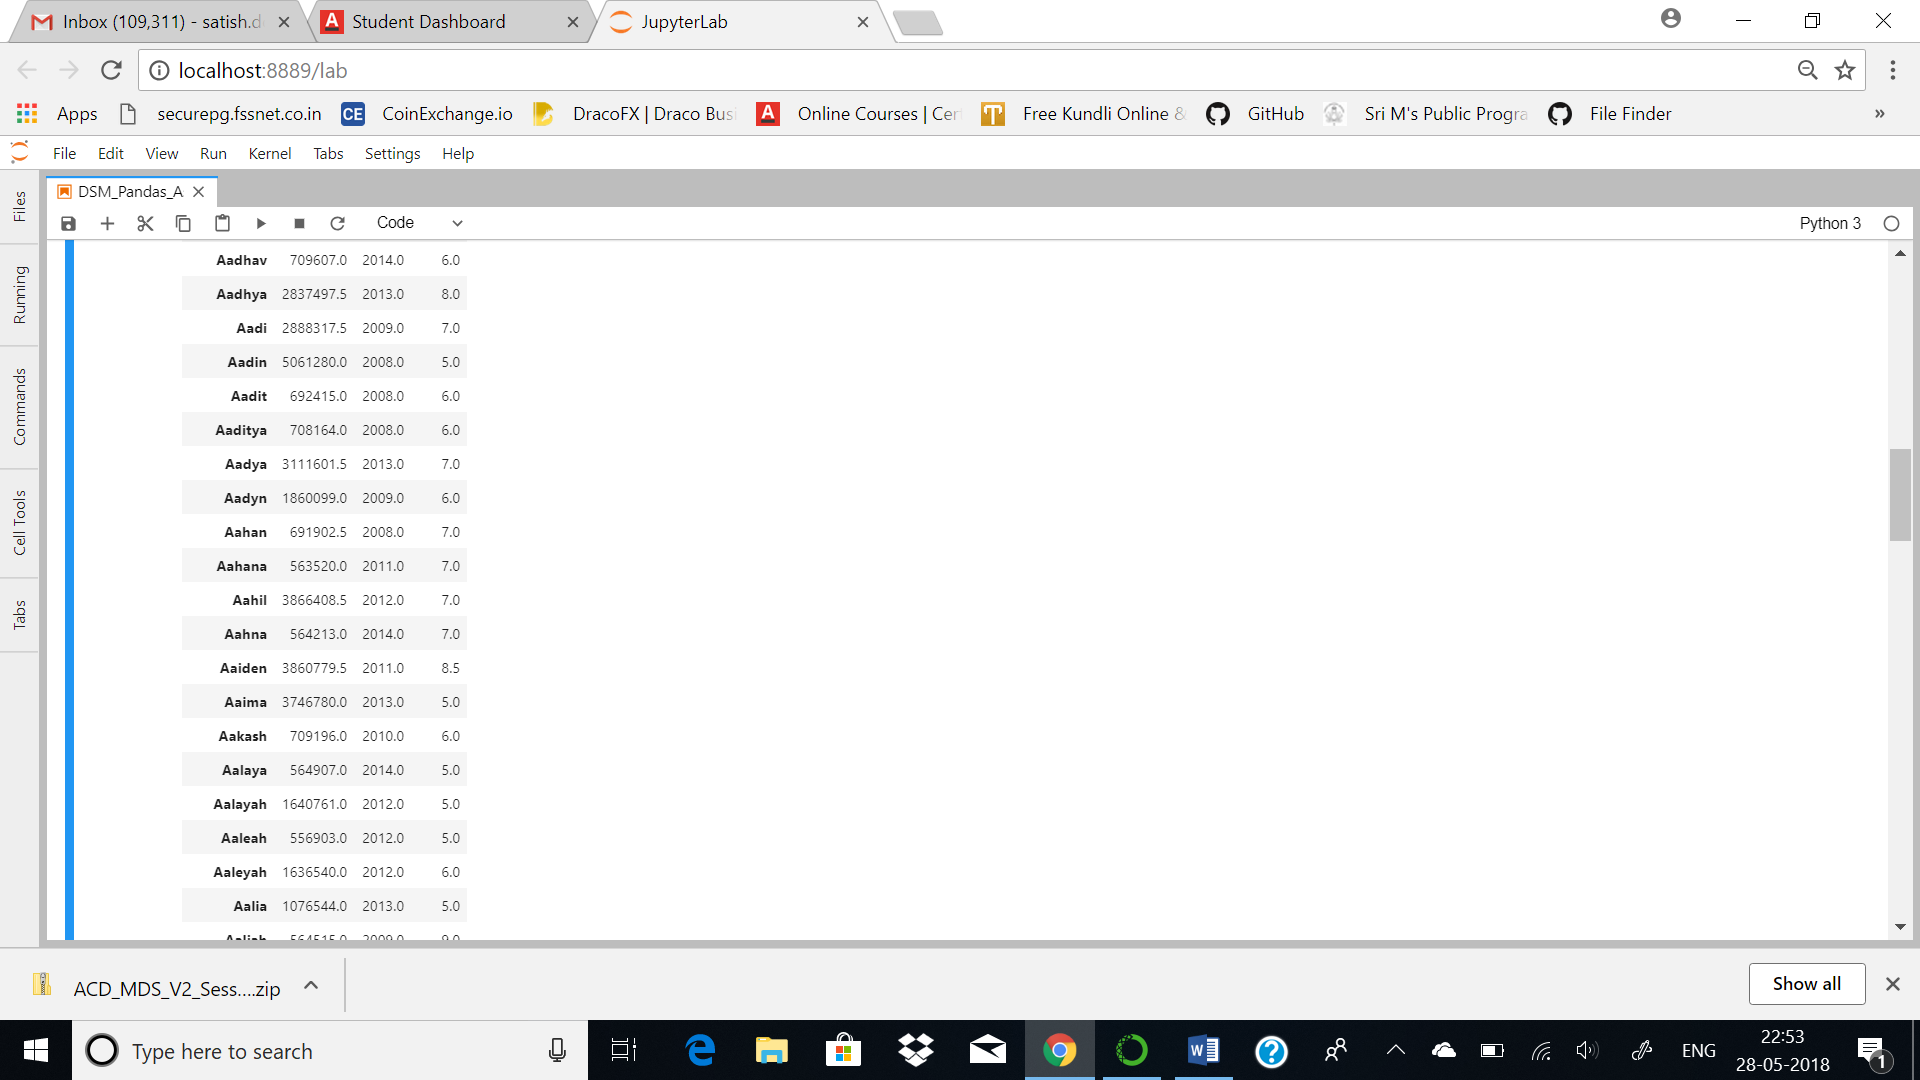 Inbox (109,311) - satish.d
Student Dashboard
JupyterLab
localhost:8889/lab
Apps
securepg.fssnet.co.in
CE
CoinExchange.io
DracoFX | Draco Busi
Online Courses | Cer
Free Kundli Online &
GitHub
Sri M's Public Progra
File Finder
»
File Edit View Run Kernel Tabs Settings Help
Files
Running
Commands
Cell Tools
Tabs
DSM_Pandas_A
Code
Python 3
Aadhav 709607.0 2014.0 6.0
Aadhya 2837497.5 2013.0 8.0
Aadi 2888317.5 2009.0 7.0
Aadin 5061280.0 2008.0 5.0
Aadit 692415.0 2008.0 6.0
Aaditya 708164.0 2008.0 6.0
Aadya 3111601.5 2013.0 7.0
Aadyn 1860099.0 2009.0 6.0
Aahan 691902.5 2008.0 7.0
Aahana 563520.0 2011.0 7.0
Aahil 3866408.5 2012.0 7.0
Aahna 564213.0 2014.0 7.0
Aaiden 3860779.5 2011.0 8.5
Aaima 3746780.0 2013.0 5.0
Aakash 709196.0 2010.0 6.0
Aalaya 564907.0 2014.0 5.0
Aalayah 1640761.0 2012.0 5.0
Aaleah 556903.0 2012.0 5.0
Aaleyah 1636540.0 2012.0 6.0
Aalia 1076544.0 2013.0 5.0
ACD_MDS_V2_Sess....zip
Show all
Type here to search
ENG
22:53
28-05-2018
1